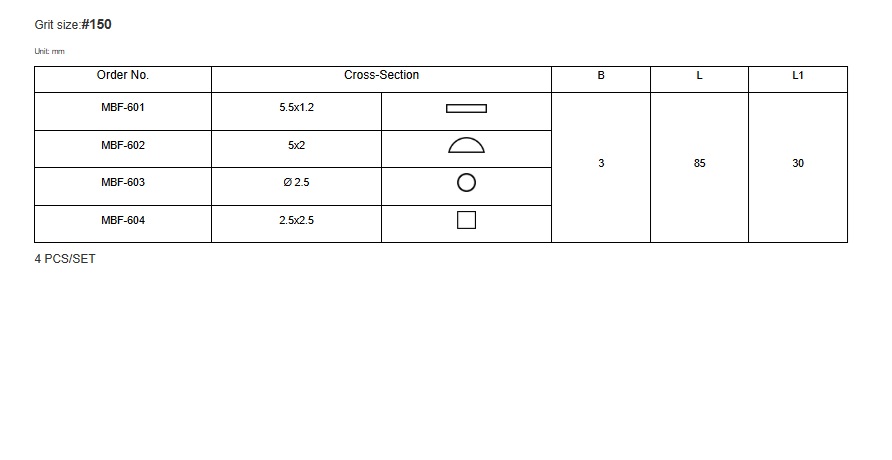 Grit size:#150
Unit: mm
Order No. Cross-Section B L L1
MBF-601 5.5x1.2
MBF-602 5x2
3 85 30
MBF-603 Ø 2.5
MBF-604 2.5x2.5
4 PCS/SET